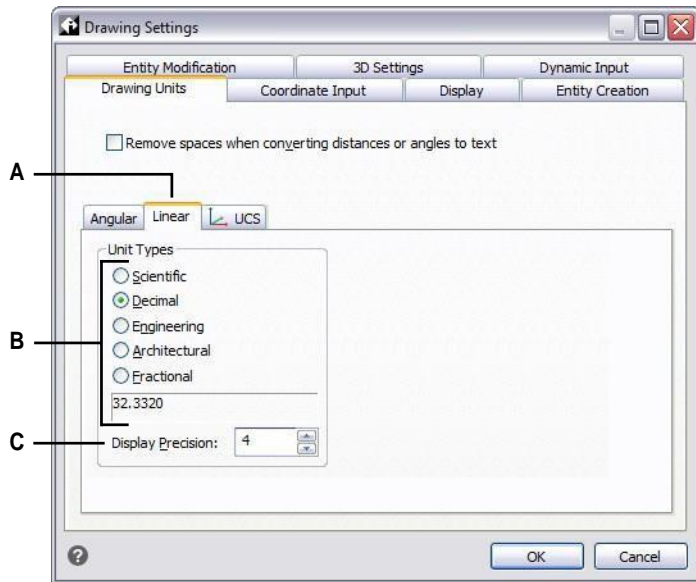 Drawing Settings
Entity Modification 3D Settings Dynamic Input
Drawing Units Coordinate Input Display Entity Creation
Remove spaces when converting distances or angles to text
A
Angular Linear UCS
Unit Types
Scientific
Decimal
Engineering
B
Architectural
Fractional
32.3320
C
Display Precision: 4
?
OK Cancel